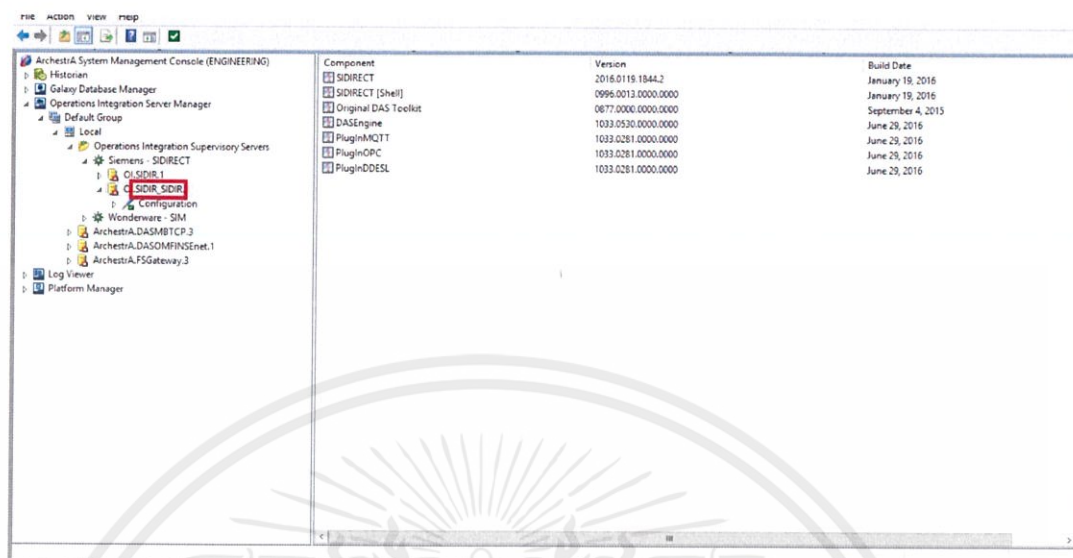 File Action View Help
ArchestrA System Management Console (ENGINEERING)
Historian
Galaxy Database Manager
Operations Integration Server Manager
Default Group
Local
Operations Integration Supervisory Servers
Siemens - SIDIRECT
OI.SIDIR.1
SIDIR_SIDIR
Configuration
Wonderware - SIM
ArchestrA.DASMBTCP.3
ArchestrA.DASOMFINSEnet.1
ArchestrA.FSGateway.3
Log Viewer
Platform Manager
Component Version Build Date
SIDIRECT 2016.0119.1844.2 January 19, 2016
SIDIRECT [Shell] 0996.0013.0000.0000 January 19, 2016
Original DAS Toolkit 0877.0000.0000.0000 September 4, 2015
DASEngine 1033.0530.0000.0000 June 29, 2016
PlugInMQTT 1033.0281.0000.0000 June 29, 2016
PlugInOPC 1033.0281.0000.0000 June 29, 2016
PlugInDDESL 1033.0281.0000.0000 June 29, 2016